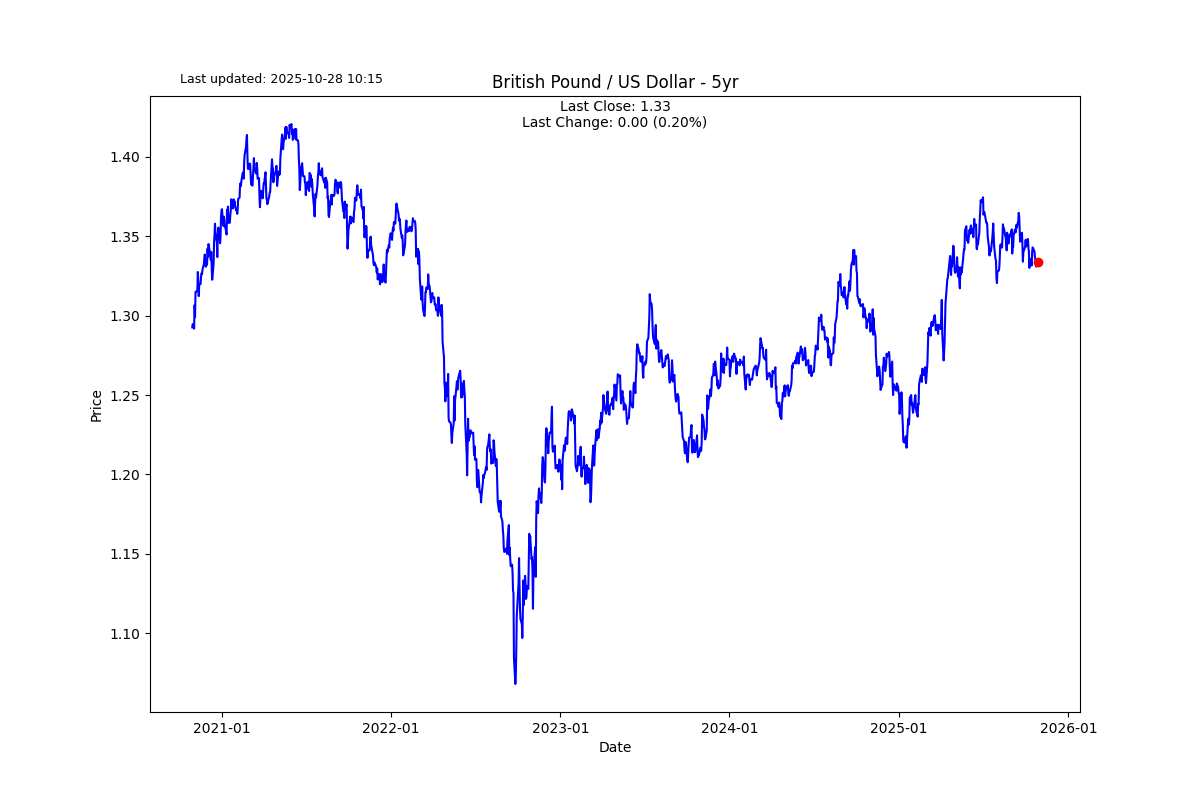 Last updated: 2025-10-28 10:15
British Pound / US Dollar - 5yr
Last Close: 1.33
Last Change: 0.00 (0.20%)
1.40
1.35
1.30
1.25
1.20
1.15
1.10
Price
2021-01
2022-01
2023-01
2024-01
2025-01
2026-01
Date